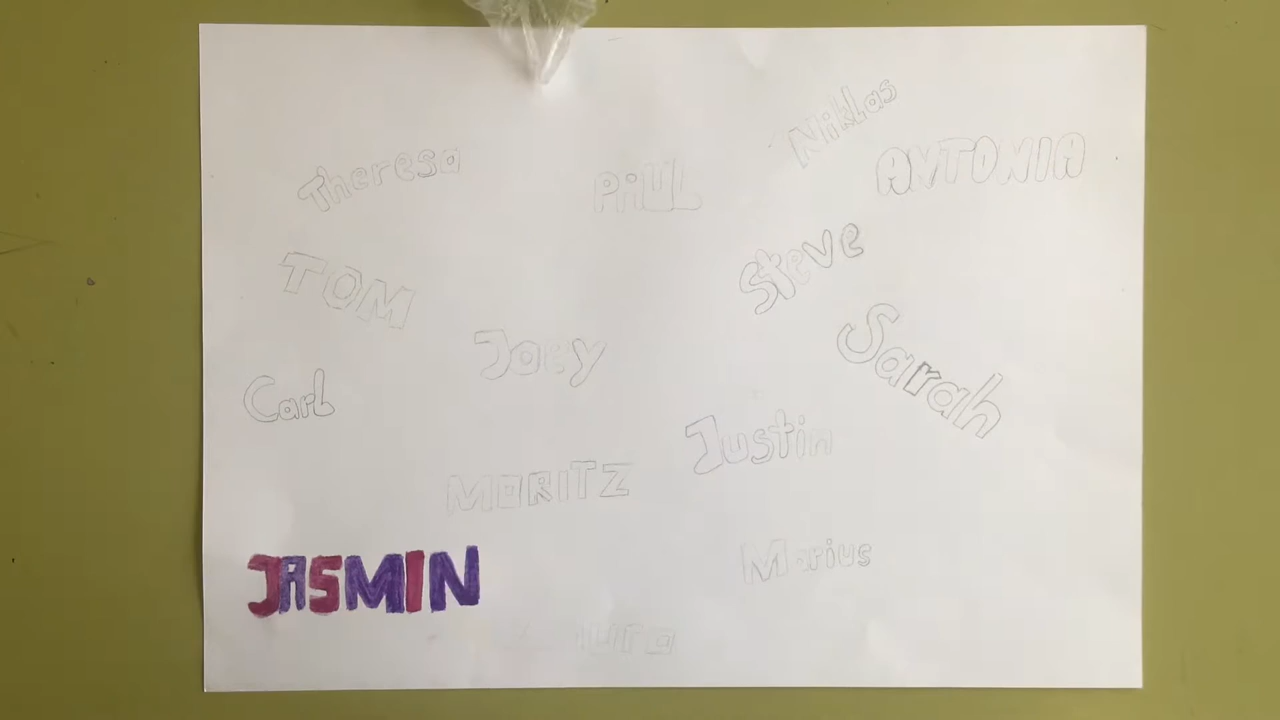 Niklas
Theresa
PAUL
ANTONIA
Steve
TOM
Sarah
Joey
Carl
Justin
MORITZ
Marius
JASMIN